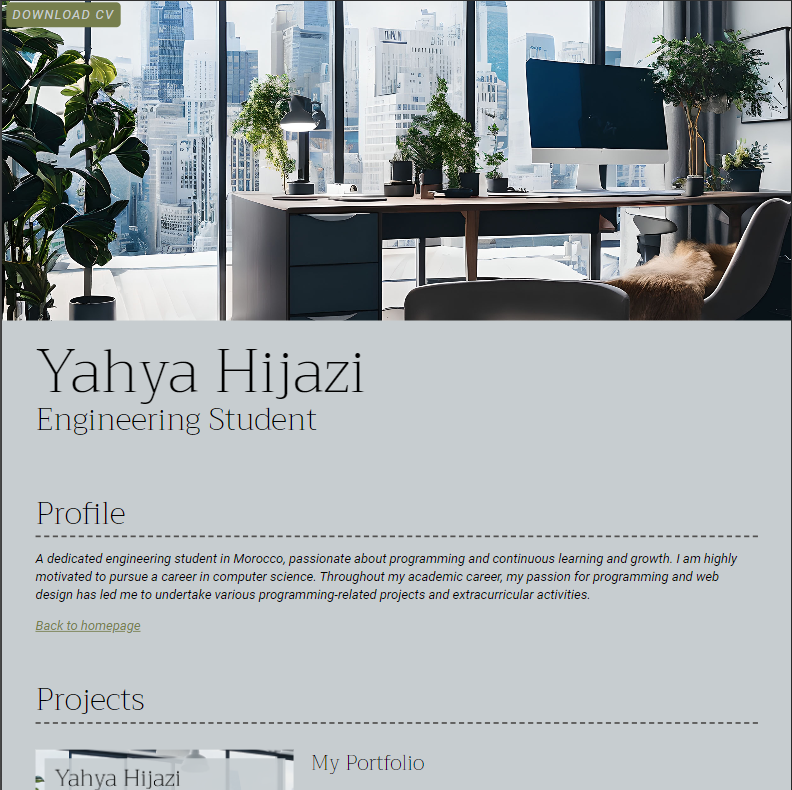 DOWNLOAD CV
Yahya Hijazi
Engineering Student
Profile
A dedicated engineering student in Morocco, passionate about programming and continuous learning and growth. I am highly
motivated to pursue a career in computer science. Throughout my academic career, my passion for programming and web
design has led me to undertake various programming-related projects and extracurricular activities.
Back to homepage
Projects
My Portfolio
Yahya Hijazi